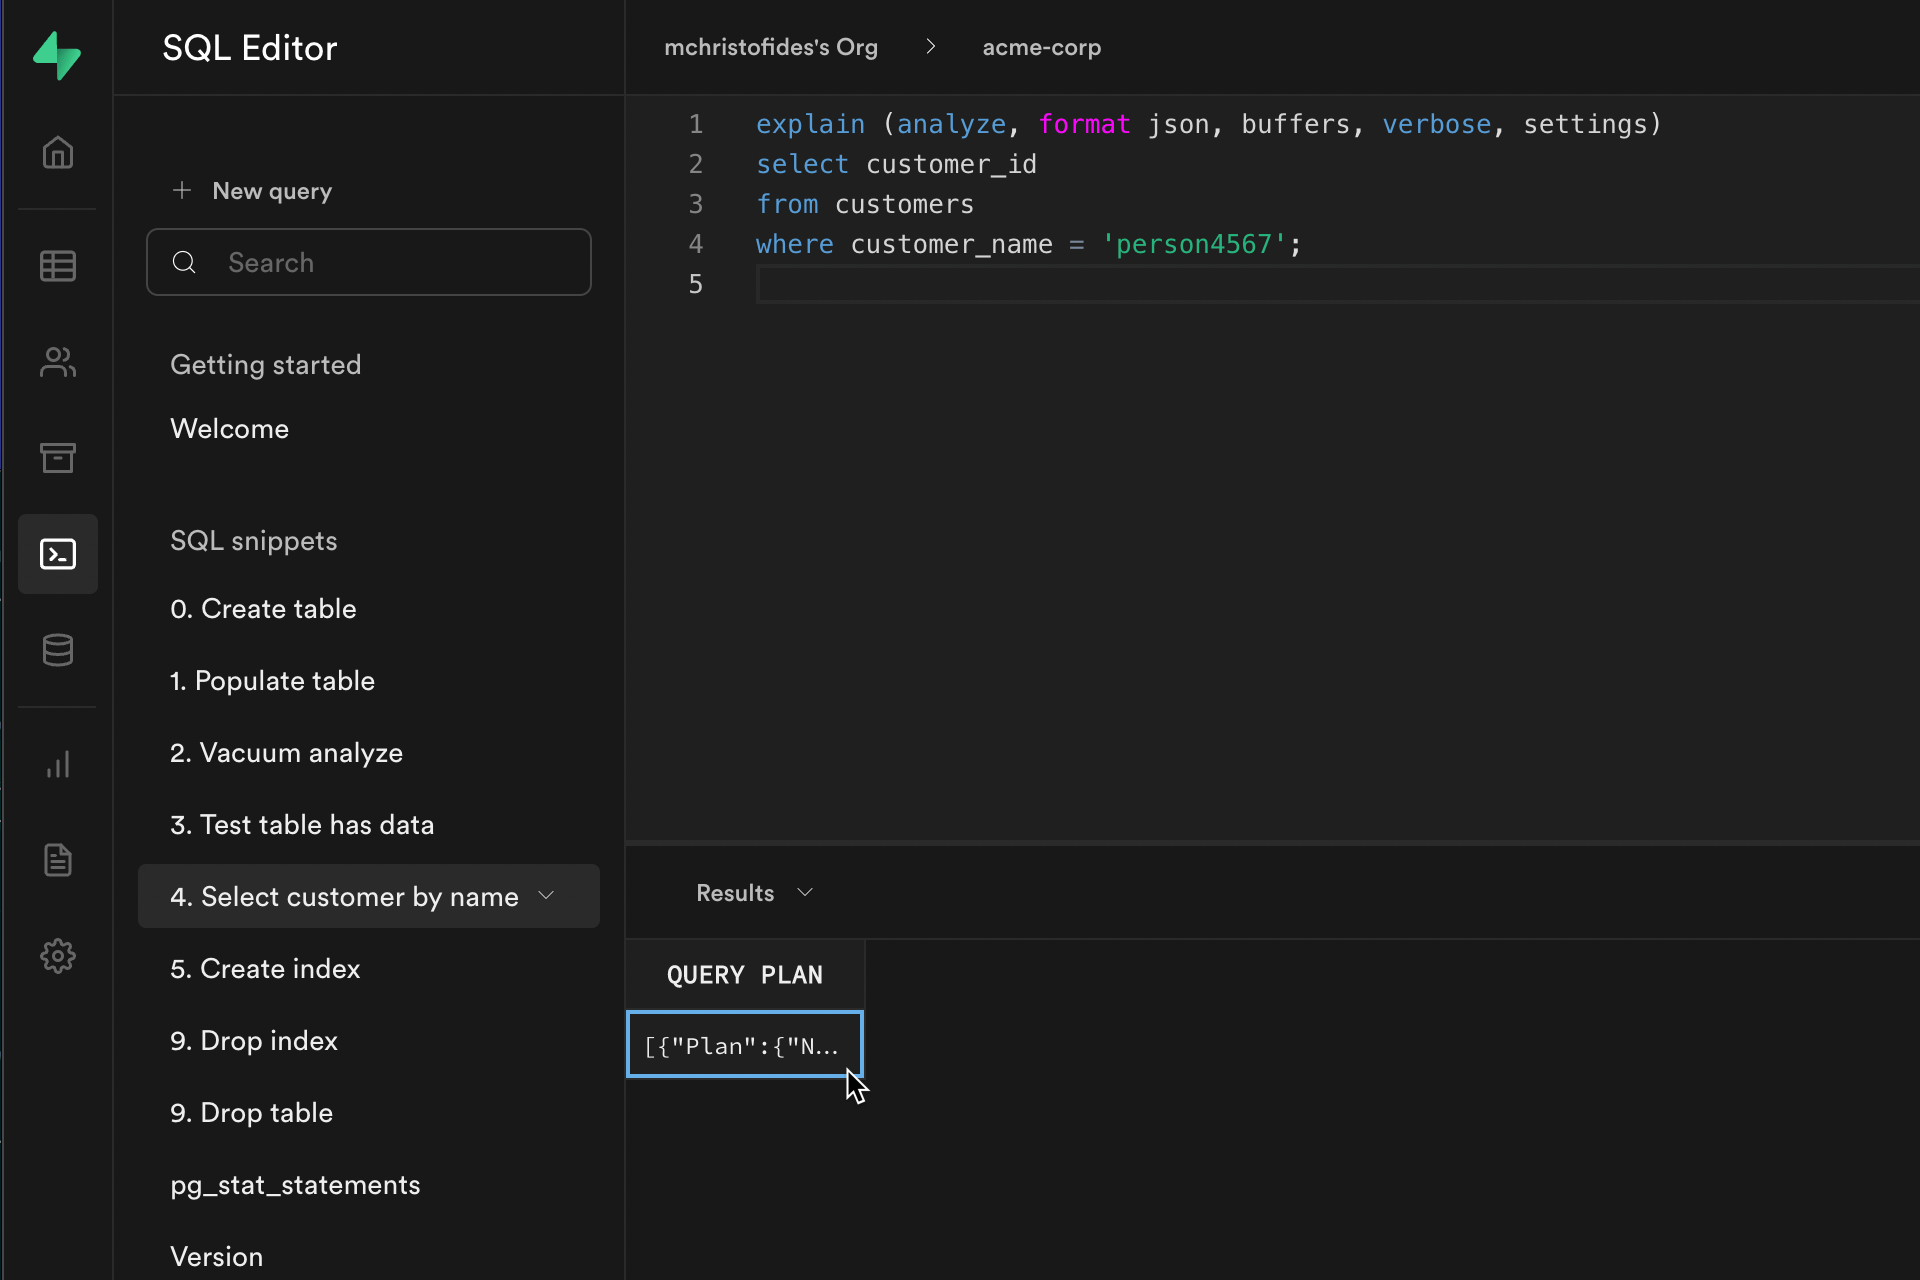 SQL Editor
+ New query
Search
Getting started
Welcome
SQL snippets
0. Create table
1. Populate table
2. Vacuum analyze
3. Test table has data
4. Select customer by name
5. Create index
9. Drop index
9. Drop table
pg_stat_statements
Version
mchristofides's Org > acme-corp
1 explain (analyze, format json, buffers, verbose, settings)
2 select customer_id
3 from customers
4 where customer_name = 'person4567';
5
Results
QUERY PLAN
[{"Plan":{"N...